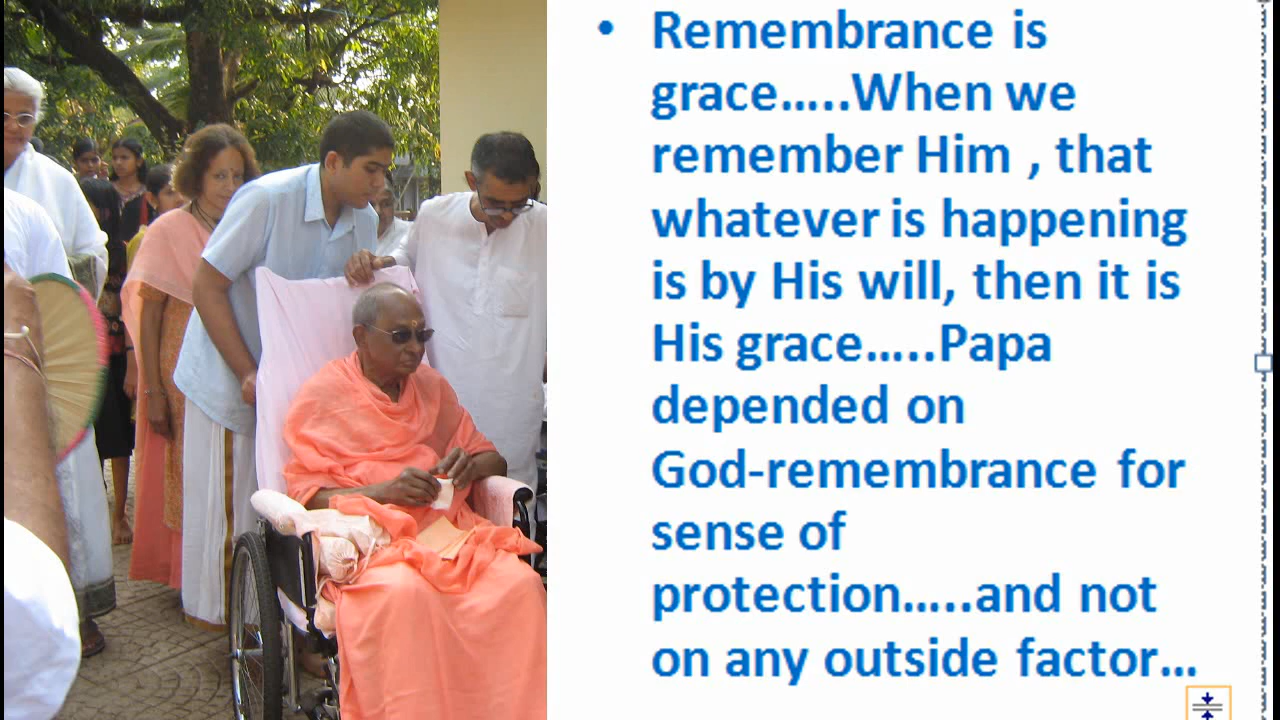 • Remembrance is
grace…..When we
remember Him , that
whatever is happening
is by His will, then it is
His grace…..Papa
depended on
God-remembrance for
sense of
protection…..and not
on any outside factor…